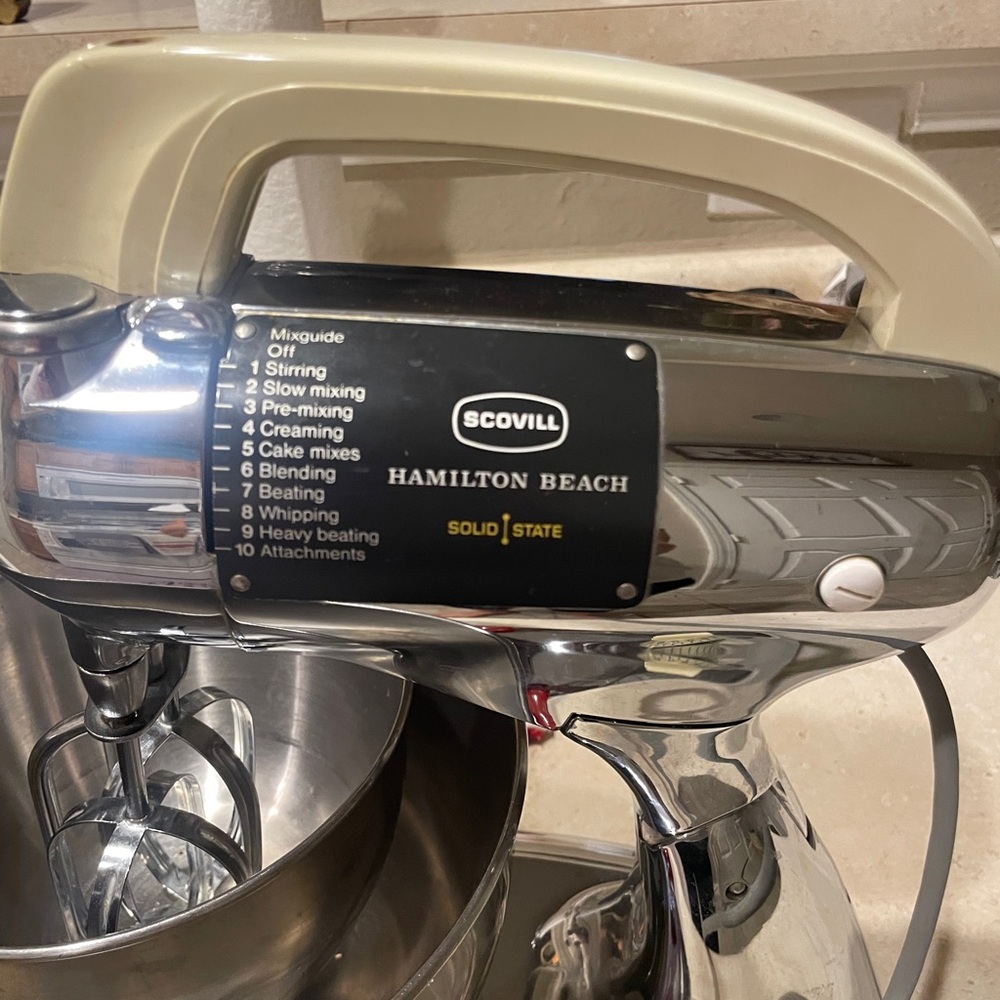 Mixguide
Off
1 Stirring
2 Slow mixing
3 Pre-mixing
4 Creaming
5 Cake mixes
6 Blending
7 Beating
8 Whipping
9 Heavy beating
10 Attachments
SCOVILL
HAMILTON BEACH
SOLID STATE